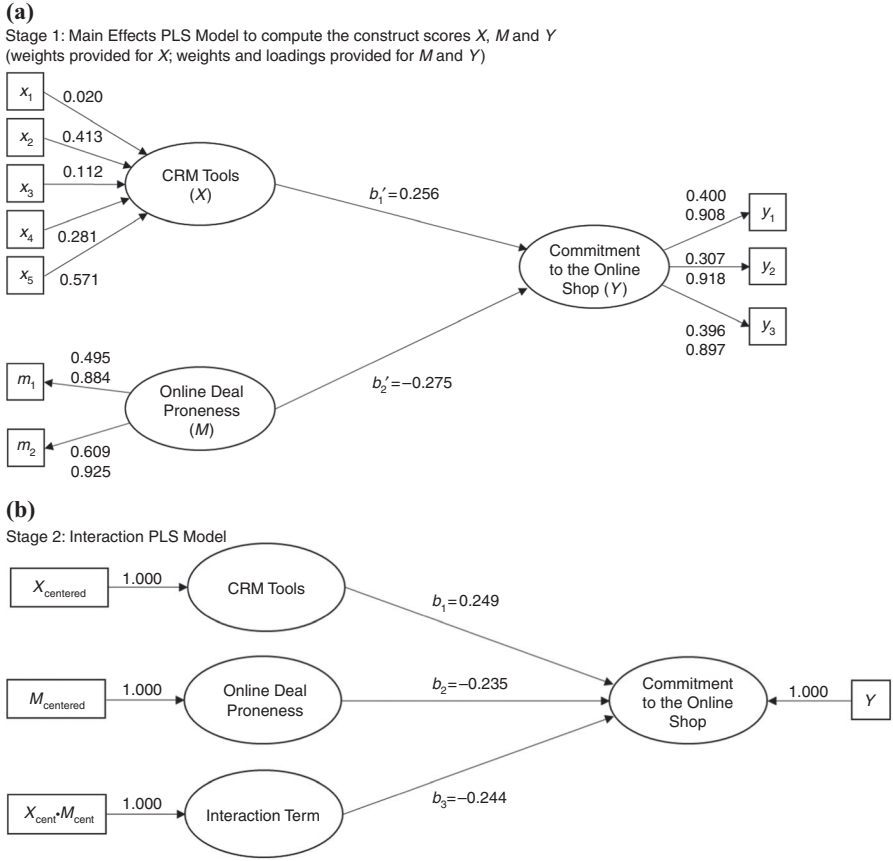 (a)
Stage 1: Main Effects PLS Model to compute the construct scores X, M and Y
(weights provided for X; weights and loadings provided for M and Y)
x1
0.020
x2
0.413
x3
0.112
x4
0.281
x5
0.571
CRM Tools
(X)
b1′=0.256
0.400
0.908
y1
Commitment
to the Online
Shop (Y)
0.307
0.918
y2
0.396
0.897
y3
m1
0.495
0.884
Online Deal
Proneness
(M)
b2′=−0.275
m2
0.609
0.925
(b)
Stage 2: Interaction PLS Model
Xcentered
1.000
CRM Tools
b1=0.249
Mcentered
1.000
Online Deal
Proneness
b2=−0.235
Commitment
to the Online
Shop
1.000
Y
Xcent•Mcent
1.000
Interaction Term
b3=−0.244